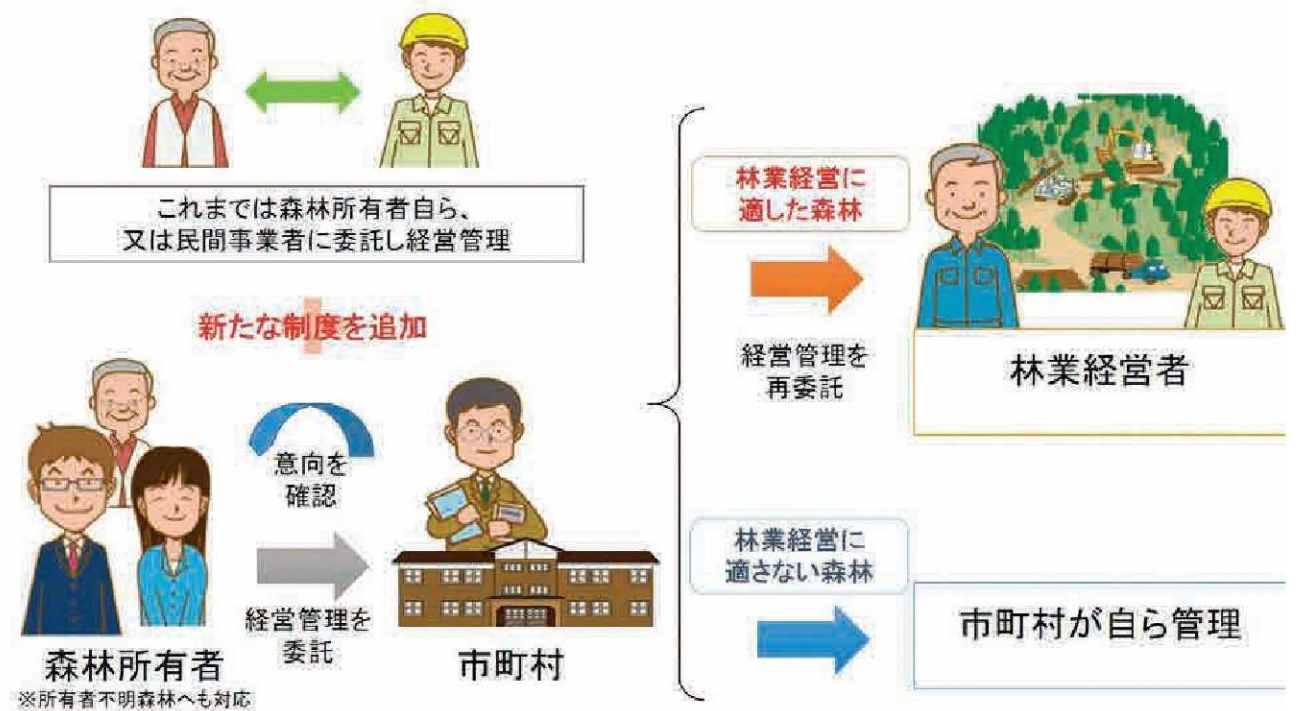 これまでは森林所有者自ら、
又は民間事業者に委託し経営管理
新たな制度を追加
意向を
確認
経営管理を
委託
森林所有者
※所有者不明森林へも対応
市町村
林業経営に
適した森林
経営管理を
再委託
林業経営者
林業経営に
適さない森林
市町村が自ら管理